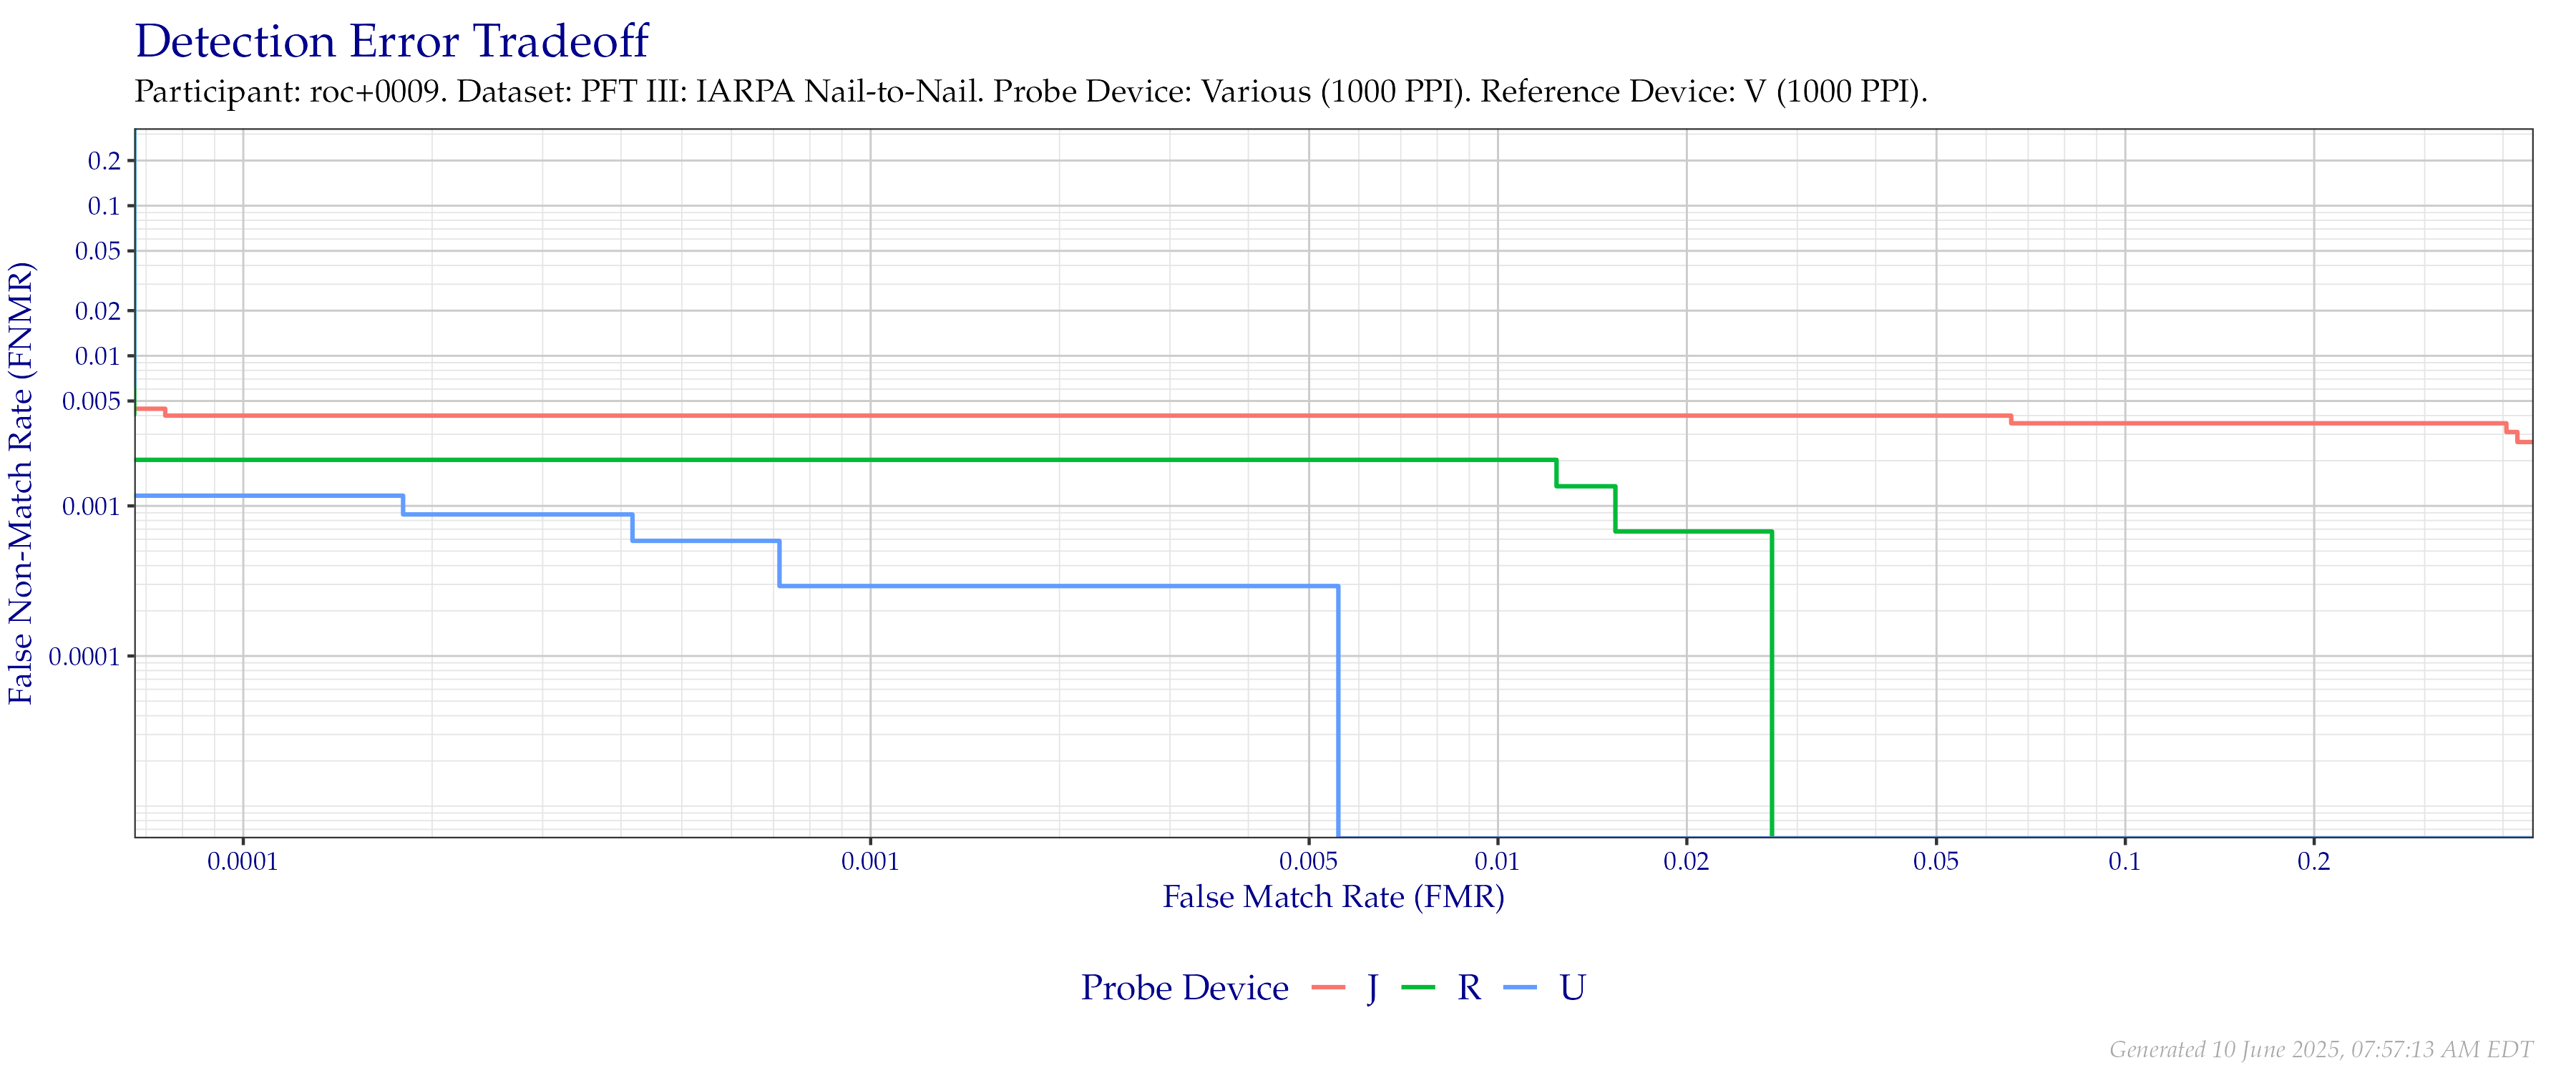 Detection Error Tradeoff
Participant: roc+0009. Dataset: PFT III: IARPA Nail-to-Nail. Probe Device: Various (1000 PPI). Reference Device: V (1000 PPI).
False Non-Match Rate (FNMR)
0.2
0.1
0.05
0.02
0.01
0.005
0.001
0.0001
0.0001 0.001 0.005 0.01 0.02 0.05 0.1 0.2
False Match Rate (FMR)
Probe Device J R U
Generated 10 June 2025, 07:57:13 AM EDT